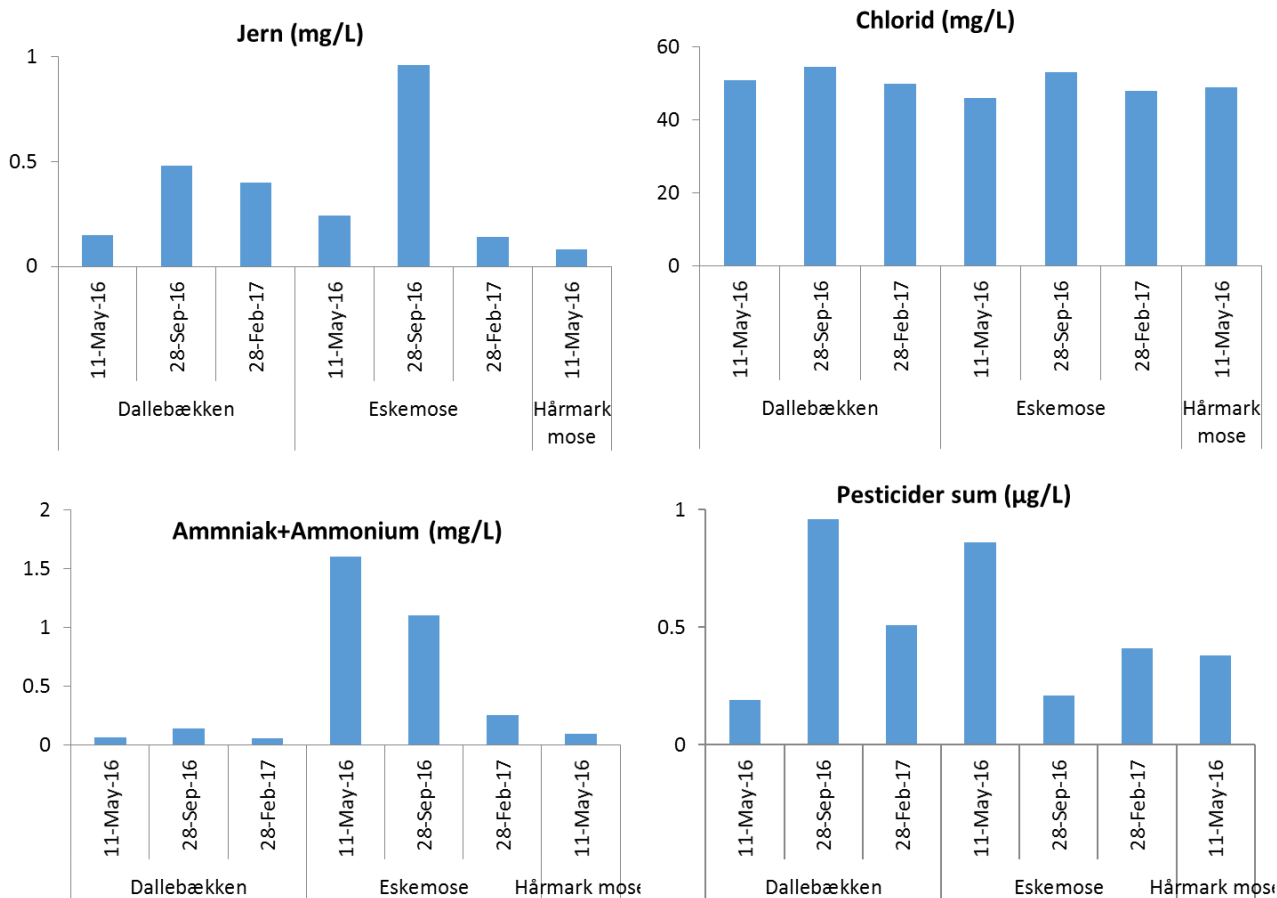 Jern (mg/L)
1
0.5
0
11-May-16
28-Sep-16
28-Feb-17
11-May-16
28-Sep-16
28-Feb-17
11-May-16
Dallebækken
Eskemose
Hårmark
mose
Chlorid (mg/L)
60
40
20
0
11-May-16
28-Sep-16
28-Feb-17
11-May-16
28-Sep-16
28-Feb-17
11-May-16
Dallebækken
Eskemose
Hårmark
mose
Ammniak+Ammonium (mg/L)
2
1.5
1
0.5
0
11-May-16
28-Sep-16
28-Feb-17
11-May-16
28-Sep-16
28-Feb-17
11-May-16
Dallebækken
Eskemose
Hårmark mose
Pesticider sum (µg/L)
1
0.5
0
11-May-16
28-Sep-16
28-Feb-17
11-May-16
28-Sep-16
28-Feb-17
11-May-16
Dallebækken
Eskemose
Hårmark mose